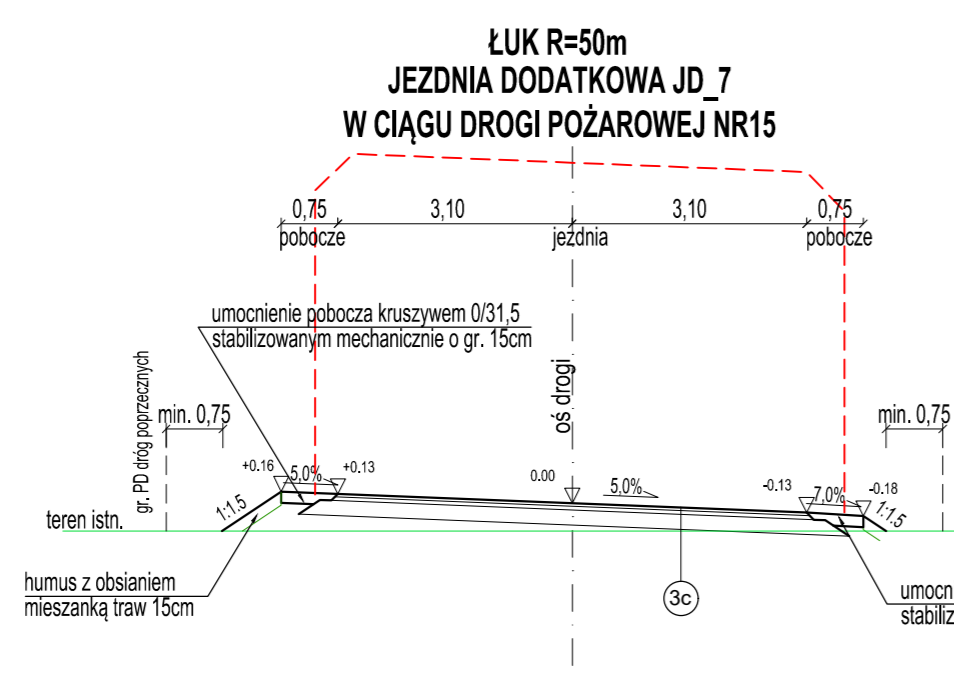 ŁUK R=50m
JEZDNIA DODATKOWA JD_7
W CIĄGU DROGI POŻAROWEJ NR15
0,75 3,10 3,10 0,75
pobocze jezdnia pobocze
umocnienie pobocza kruszywem 0/31,5
stabilizowanym mechanicznie o gr. 15cm
gr. PD dróg poprzecznych
oś drogi
min. 0,75 min. 0,75
+0.16 5,0% +0.13 0.00 5,0% -0.13 7,0% -0.18
1:1.5 1:1.5
teren istn.
humus z obsianiem
mieszanką traw 15cm
3c
umocn
stabiliz